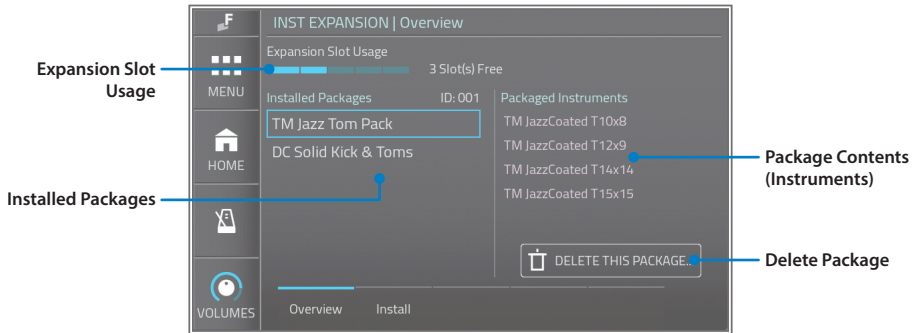 F
INST EXPANSION | Overview
Expansion Slot Usage
3 Slot(s) Free
Expansion Slot
Usage
MENU
Installed Packages
ID: 001
Packaged Instruments
TM Jazz Tom Pack
TM JazzCoated T10x8
DC Solid Kick & Toms
TM JazzCoated T12x9
HOME
TM JazzCoated T14x14
TM JazzCoated T15x15
Package Contents
(Instruments)
Installed Packages
DELETE THIS PACKAGE...
Delete Package
VOLUMES
Overview
Install